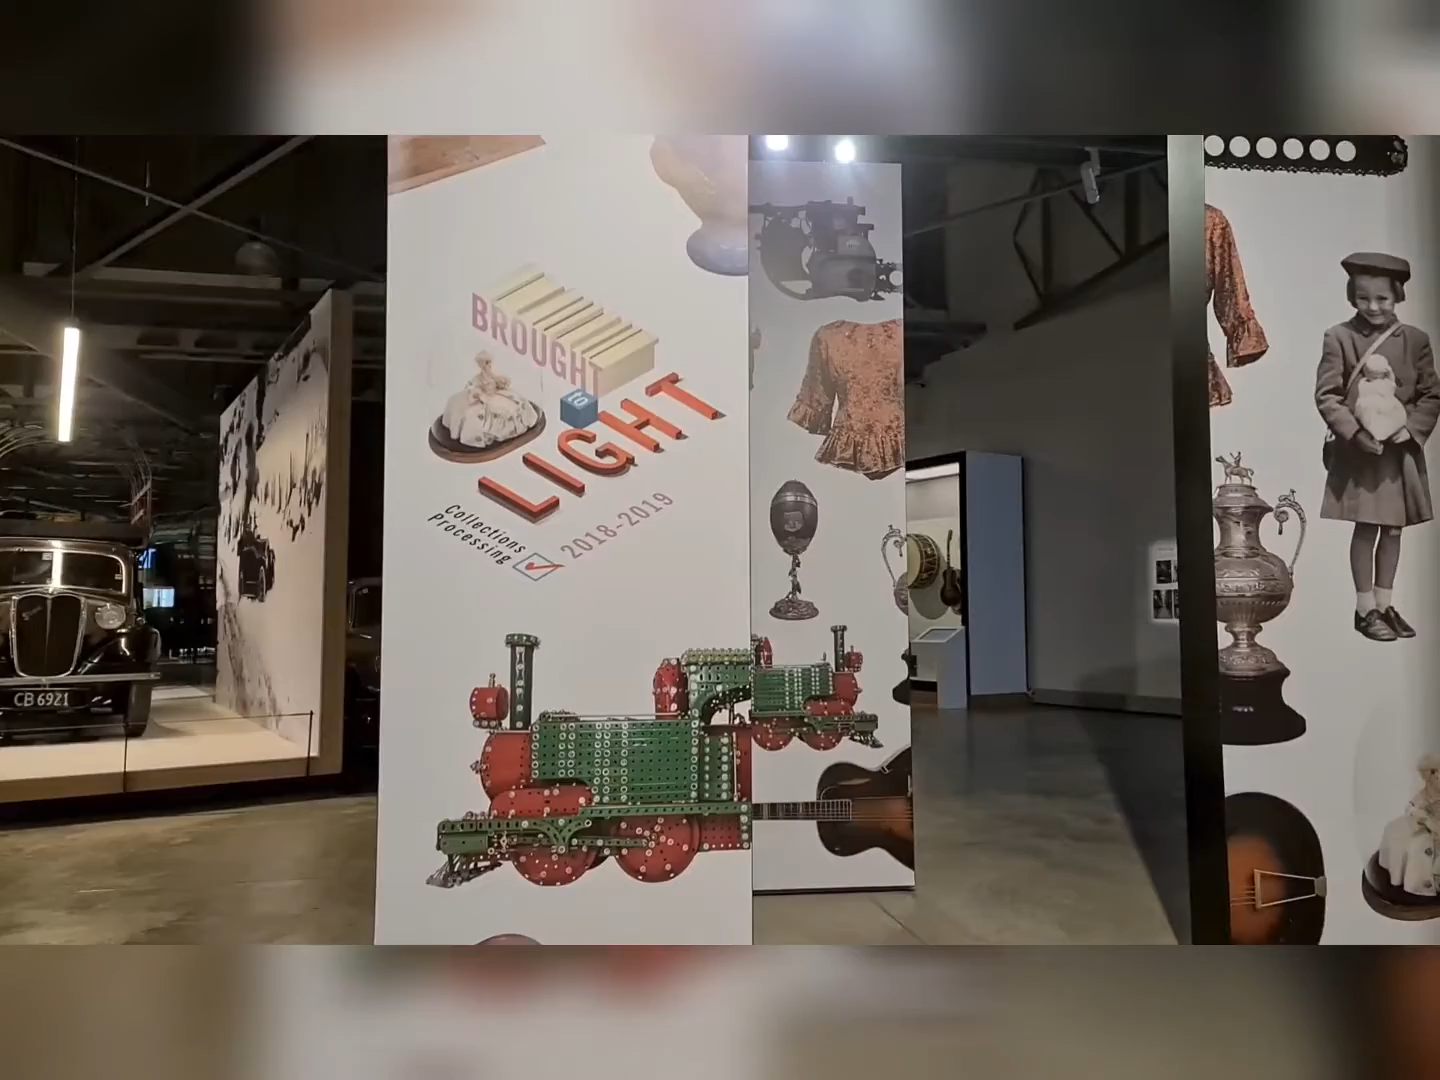 BROUGHT
to
LIGHT
Collections
Processing
2018-2019
CB 6921